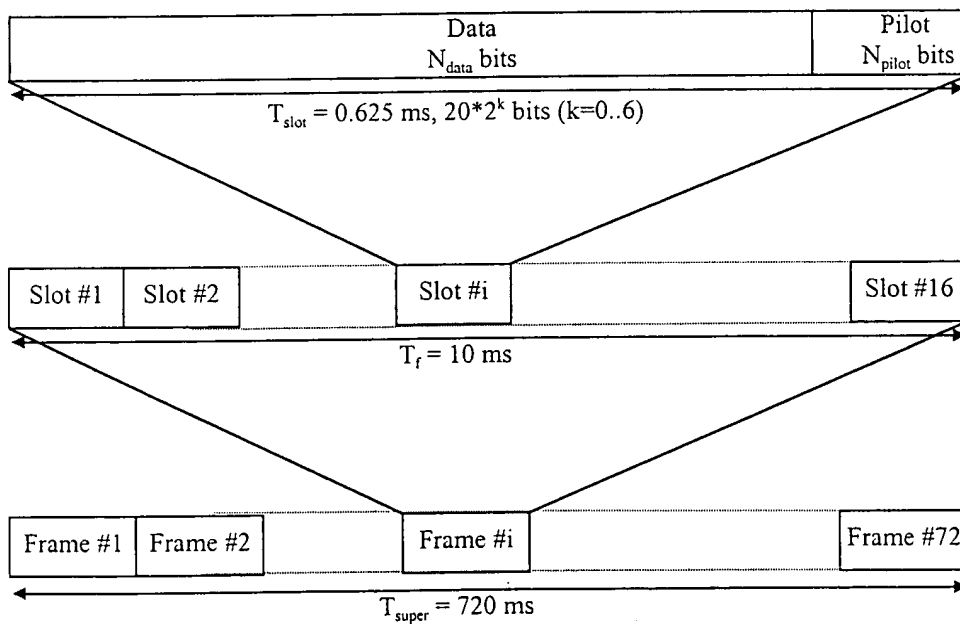 Data
N_data bits
Pilot
N_pilot bits
T_slot = 0.625 ms, 20*2^k bits (k=0..6)
Slot #1
Slot #2
Slot #i
Slot #16
T_f = 10 ms
Frame #1
Frame #2
Frame #i
Frame #72
T_super = 720 ms